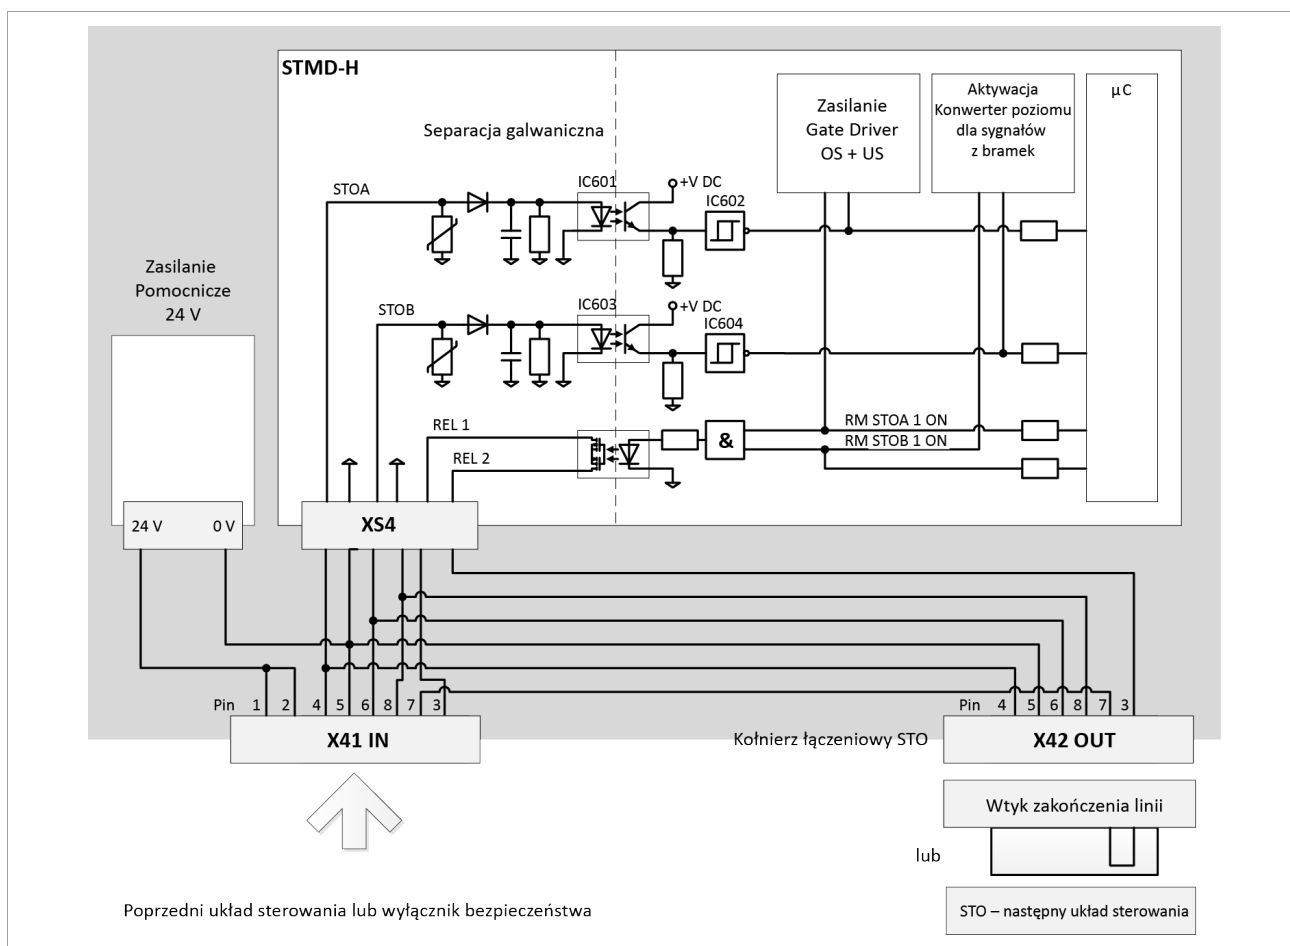 STMD-H
Separacja galwaniczna
Zasilanie
Gate Driver
OS + US
Aktywacja
Konwerter poziomu
dla sygnałów
z bramek
µC
STOA
IC601
+V DC
IC602
STOB
IC603
+V DC
IC604
REL 1
REL 2
&
RM STOA 1 ON
RM STOB 1 ON
Zasilanie
Pomocnicze
24 V
24 V 0 V
XS4
Pin 1 2 4 5 6 8 7 3
X41 IN
Pin 4 5 6 8 7 3
Kołnierz łączeniowy STO
X42 OUT
Wtyk zakończenia linii
lub
STO – następny układ sterowania
Poprzedni układ sterowania lub wyłącznik bezpieczeństwa